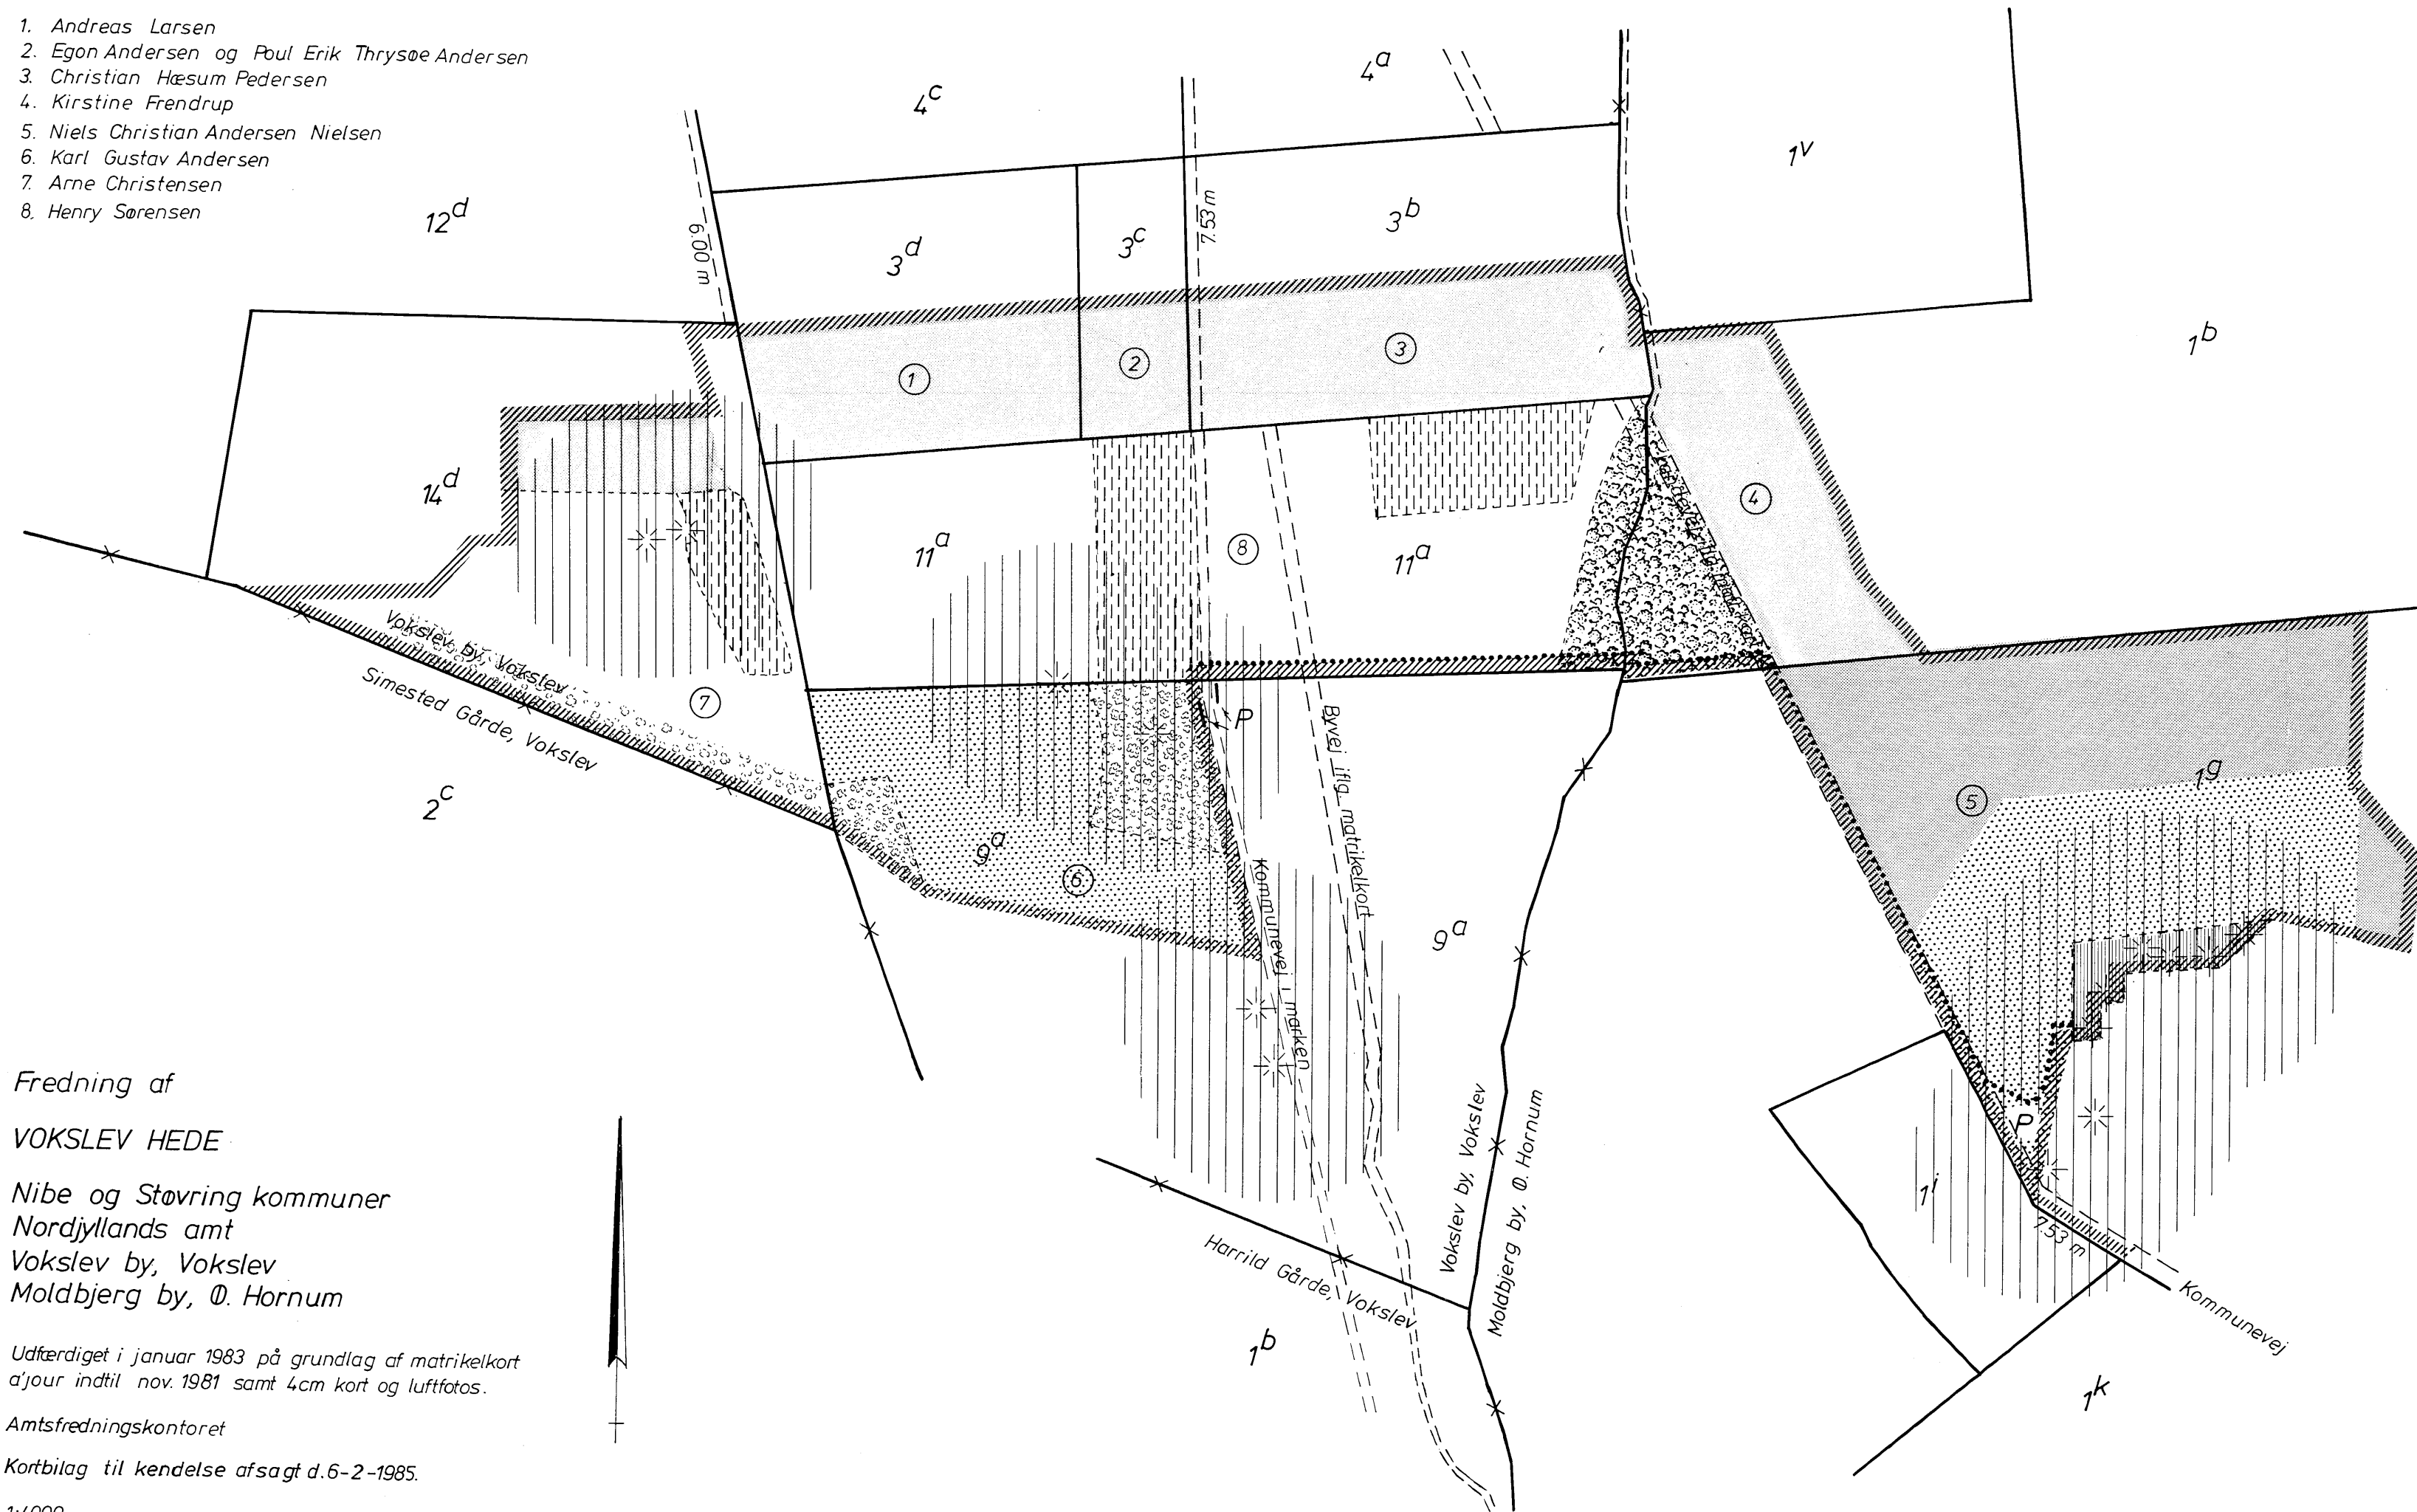 1. Andreas Larsen
2. Egon Andersen og Poul Erik Thrysøe Andersen
3. Christian Hæsum Pedersen
4. Kirstine Frendrup
5. Niels Christian Andersen Nielsen
6. Karl Gustav Andersen
7. Arne Christensen
8. Henry Sørensen
4c
4a
1v
12d
6.00 m
3d
3c
7.53 m
3b
1b
1
2
3
14d
11a
8
11a
4
Vokslev by, Vokslev
Simested Gårde, Vokslev
7
P
Byvej iflg. matrikelkort
2c
9a
6
Kommunevej i marken
9a
5
1g
Fredning af
VOKSLEV HEDE
Nibe og Støvring kommuner
Nordjyllands amt
Vokslev by, Vokslev
Moldbjerg by, Ø. Hornum
Vokslev by, Vokslev
Moldbjerg by, Ø. Hornum
Harrild Gårde, Vokslev
1b
P
1i
7.53 m
Kommunevej
1k
Udfærdiget i januar 1983 på grundlag af matrikelkort
a'jour indtil nov. 1981 samt 4cm kort og luftfotos.
Amtsfredningskontoret
Kortbilag til kendelse afsagt d. 6-2-1985.